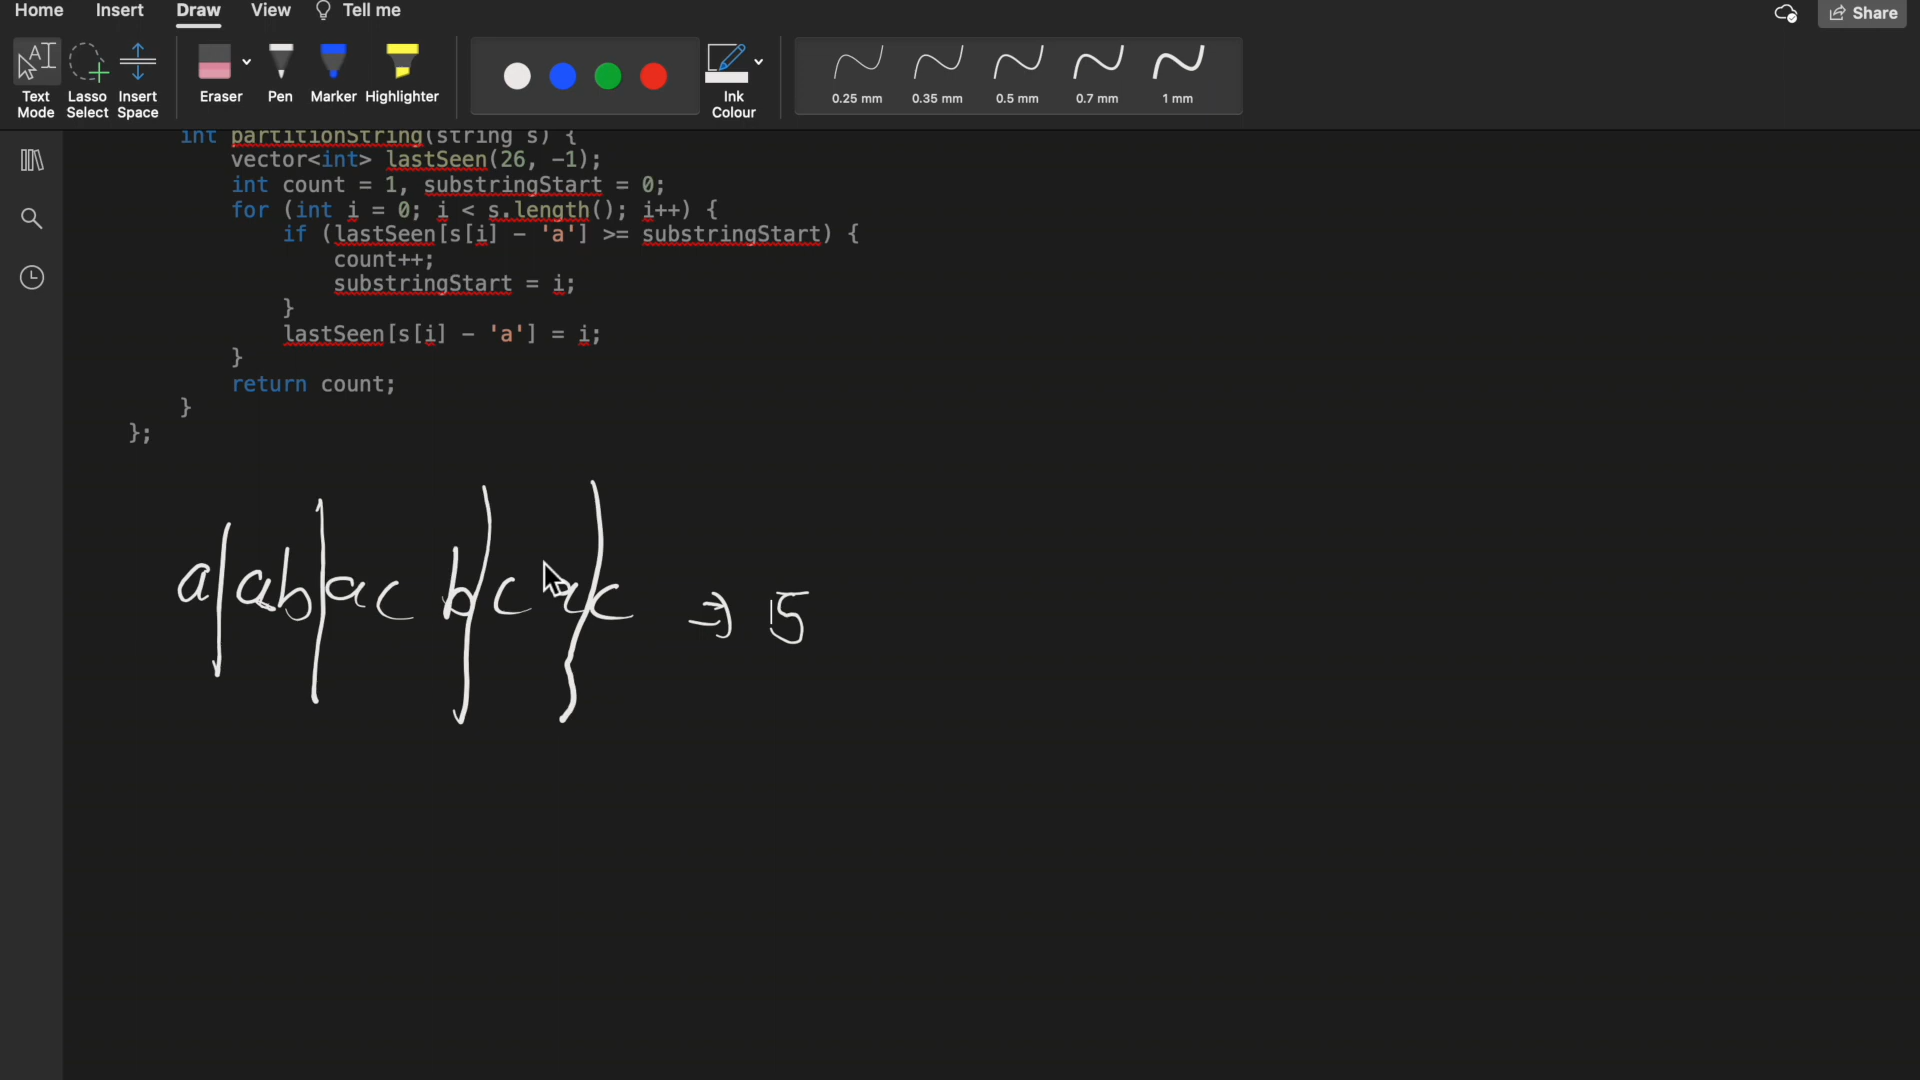 Home Insert Draw View Tell me Share
Text Mode Lasso Select Insert Space Eraser Pen Marker Highlighter Ink Colour 0.25 mm 0.35 mm 0.5 mm 0.7 mm 1 mm
int partitionString(string s) {
vector<int> lastSeen(26, -1);
int count = 1, substringStart = 0;
for (int i = 0; i < s.length(); i++) {
if (lastSeen[s[i] - 'a'] >= substringStart) {
count++;
substringStart = i;
}
lastSeen[s[i] - 'a'] = i;
}
return count;
}
};
a|ab|ac b|c a|c => 5